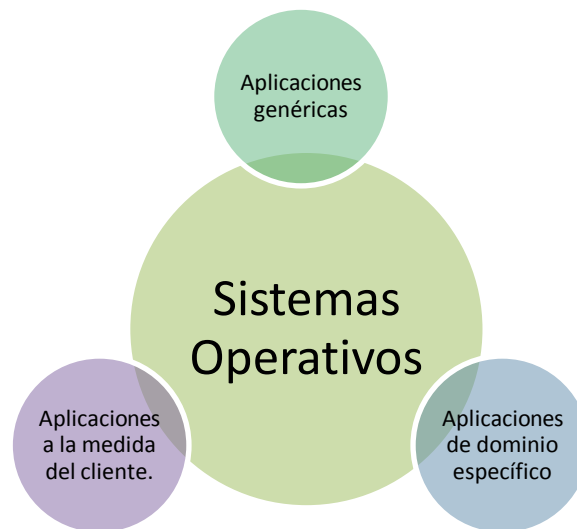 Aplicaciones
genéricas
Sistemas
Operativos
Aplicaciones
a la medida
del cliente.
Aplicaciones
de dominio
específico